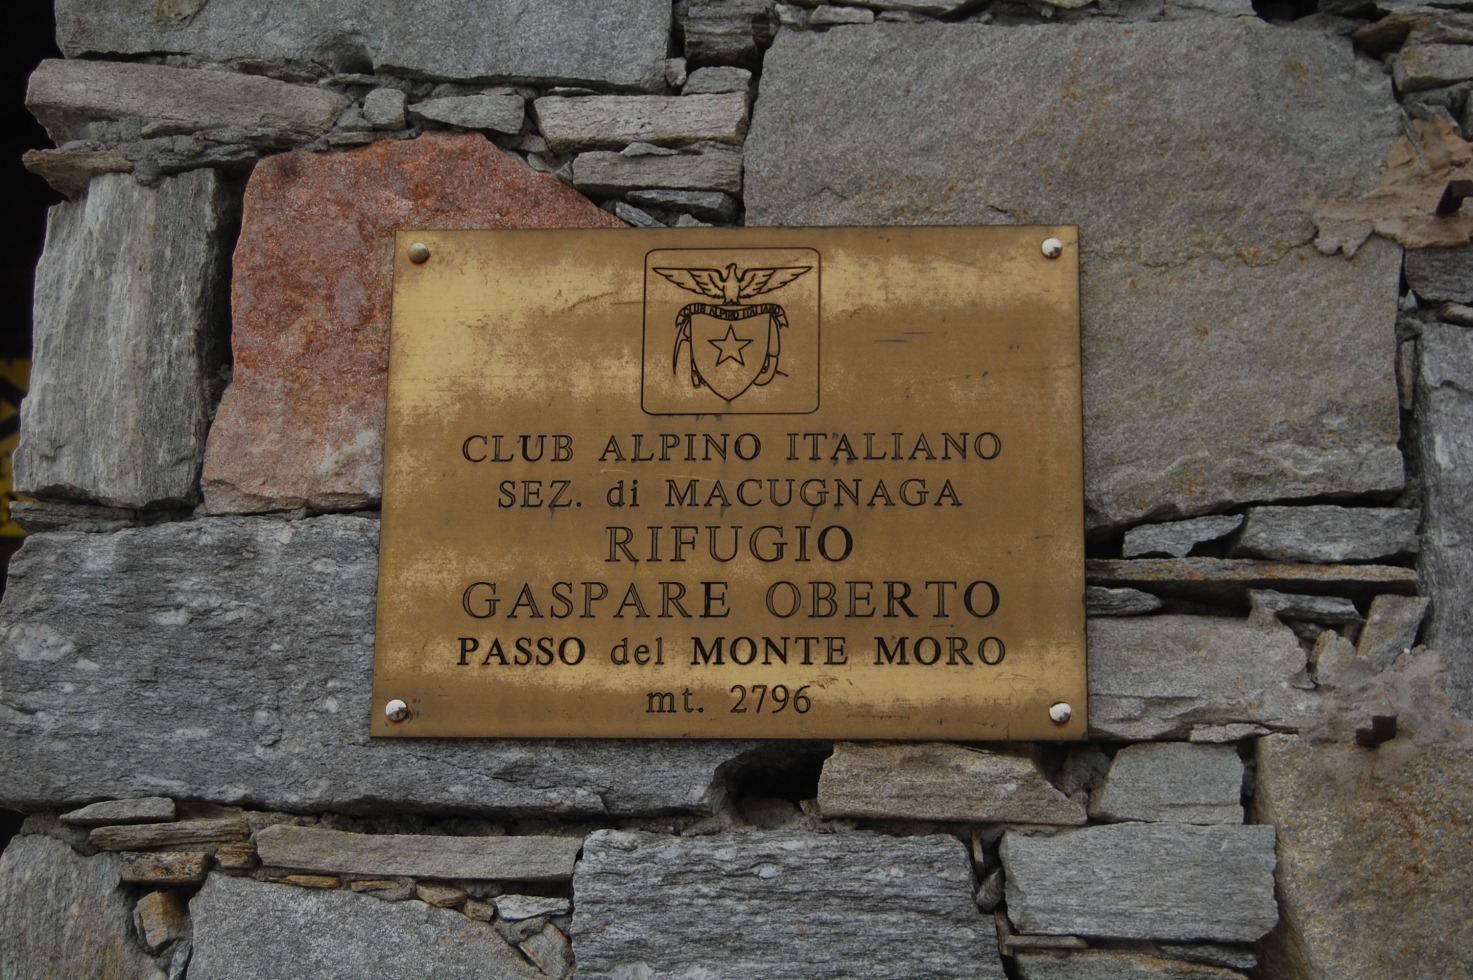 CLUB ALPINO ITALIANO
CLUB ALPINO ITALIANO
SEZ. di MACUGNAGA
RIFUGIO
GASPARE OBERTO
PASSO del MONTE MORO
mt. 2796